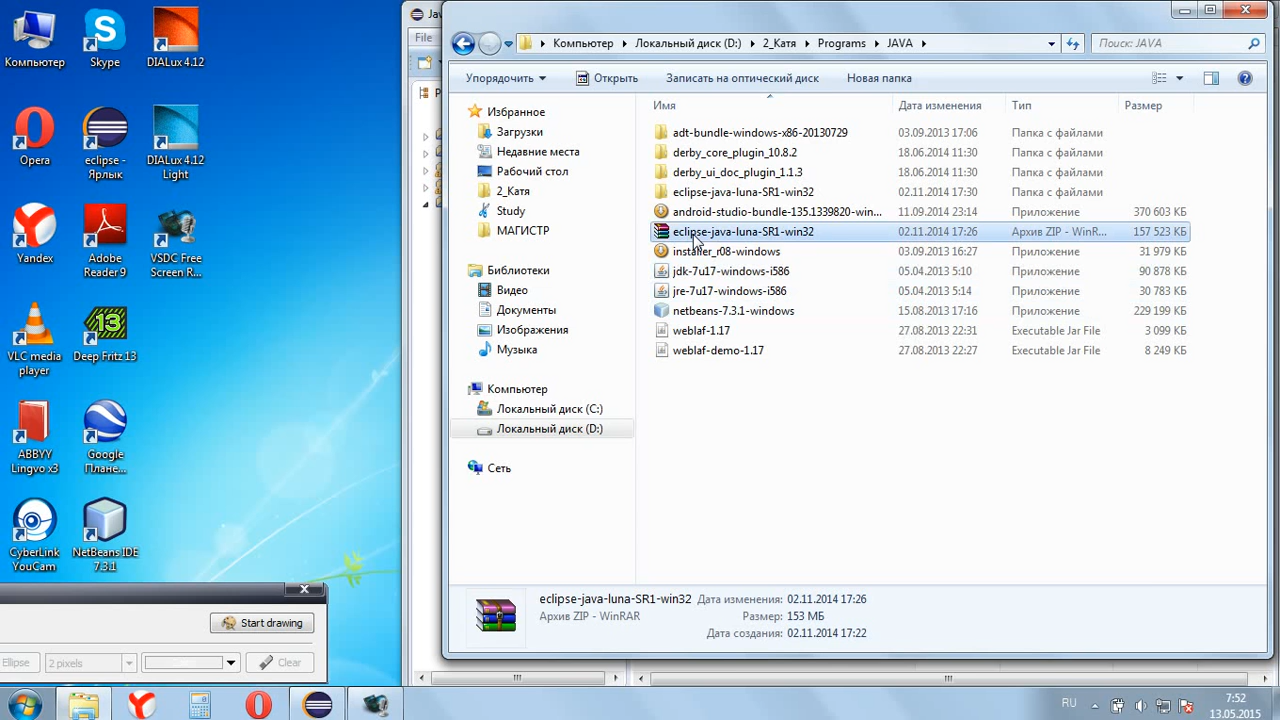 Компьютер
Skype
DIALux 4.12
Opera
eclipse -
Ярлык
DIALux 4.12
Light
Yandex
Adobe
Reader 9
VSDC Free
Screen R...
VLC media
player
Deep Fritz 13
ABBYY
Lingvo x3
Google
Плане...
CyberLink
YouCam
NetBeans IDE
7.3.1
Start drawing
Ellipse
2 pixels
Clear
File
Компьютер
Локальный диск (D:)
2_Катя
Programs
JAVA
Поиск: JAVA
Упорядочить
Открыть
Записать на оптический диск
Новая папка
Избранное
Загрузки
Недавние места
Рабочий стол
2_Катя
Study
МАГИСТР
Библиотеки
Видео
Документы
Изображения
Музыка
Компьютер
Локальный диск (C:)
Локальный диск (D:)
Сеть
Имя Дата изменения Тип Размер
adt-bundle-windows-x86-20130729 03.09.2013 17:06 Папка с файлами
derby_core_plugin_10.8.2 18.06.2014 11:30 Папка с файлами
derby_ui_doc_plugin_1.1.3 18.06.2014 11:30 Папка с файлами
eclipse-java-luna-SR1-win32 02.11.2014 17:30 Папка с файлами
android-studio-bundle-135.1339820-win... 11.09.2014 23:14 Приложение 370 603 КБ
eclipse-java-luna-SR1-win32 02.11.2014 17:26 Архив ZIP - WinR... 157 523 КБ
installer_r08-windows 03.09.2013 16:27 Приложение 31 979 КБ
jdk-7u17-windows-i586 05.04.2013 5:10 Приложение 90 878 КБ
jre-7u17-windows-i586 05.04.2013 5:14 Приложение 30 783 КБ
netbeans-7.3.1-windows 15.08.2013 17:16 Приложение 229 199 КБ
weblaf-1.17 27.08.2013 22:31 Executable Jar File 3 099 КБ
weblaf-demo-1.17 27.08.2013 22:27 Executable Jar File 8 249 КБ
eclipse-java-luna-SR1-win32 Дата изменения: 02.11.2014 17:26
Архив ZIP - WinRAR Размер: 153 МБ
Дата создания: 02.11.2014 17:22
RU
7:52
13.05.2015